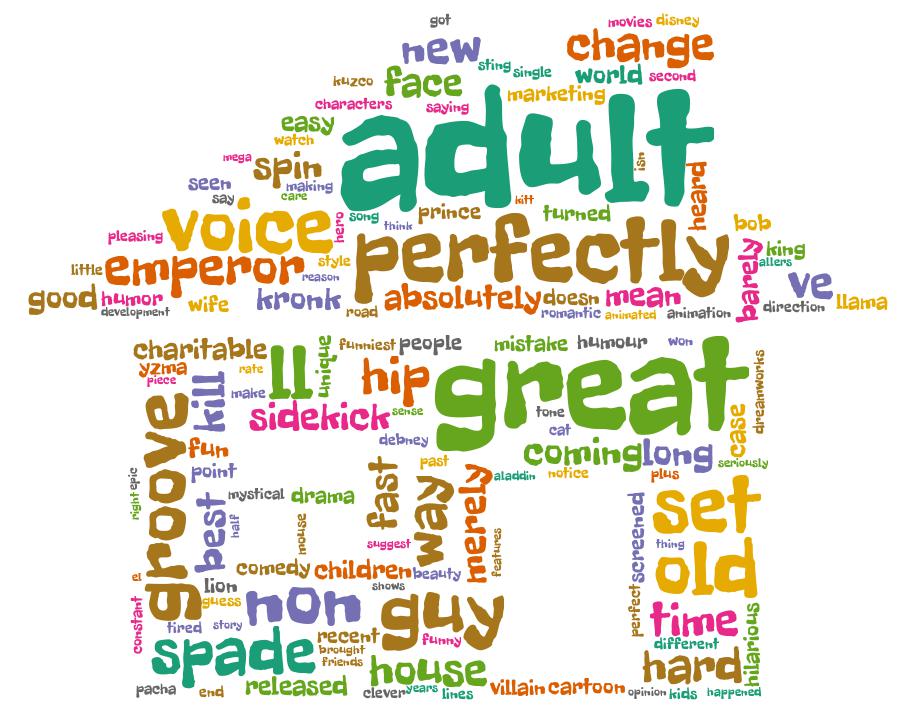 got
movies disney
new
change
sting single
world second
kuzco
face
marketing
characters
saying
easy
adult
watch
isn
mega
spin
heard
seen
making
say
care
kitt
voice
hero
song
think
prince
turned
bob
pleasing
perfectly
barely
king
allers
little
emperor
style
reason
ve
good
humor
wife
kronk
absolutely
doesn
mean
llama
development
road
romantic
animated
animation
direction
charitable
ll
unique
funniest
people
mistake
humour
won
great
dreamworks
yzma
rate
piece
kill
make
hip
sidekick
sense
tone
cat
case
groove
debney
fun
coming
long
seriously
point
past
aladdin
notice
plus
epic
right
best
half
mystical
drama
fast
way
merely
set
mouse
screened
suggest
features
thing
old
comedy
children
beauty
el
lion
shows
guess
non
guy
perfect
time
constant
tired
story
recent
funny
different
hilarious
spade
brought
friends
house
hard
pacha
end
released
clever
years
lines
villain
cartoon
opinion
kids
happened